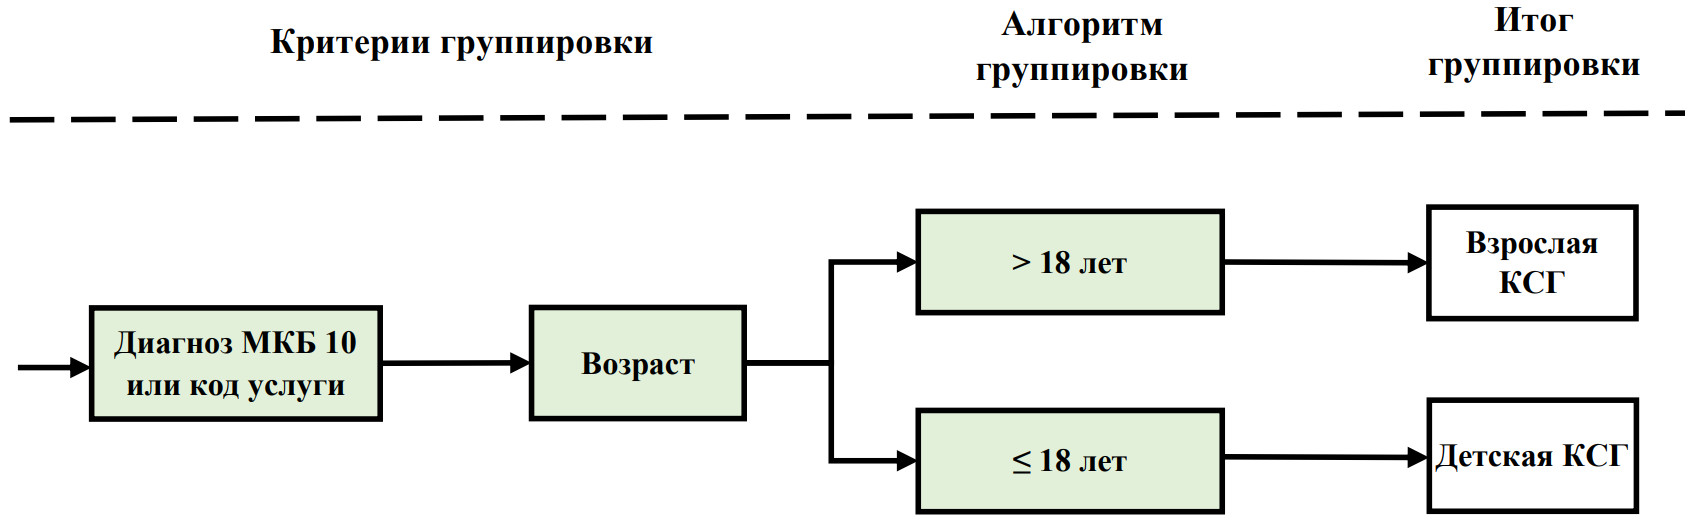 Критерии группировки
Алгоритм
группировки
Итог
группировки
Диагноз МКБ 10
или код услуги
Возраст
> 18 лет
≤ 18 лет
Взрослая
КСГ
Детская КСГ